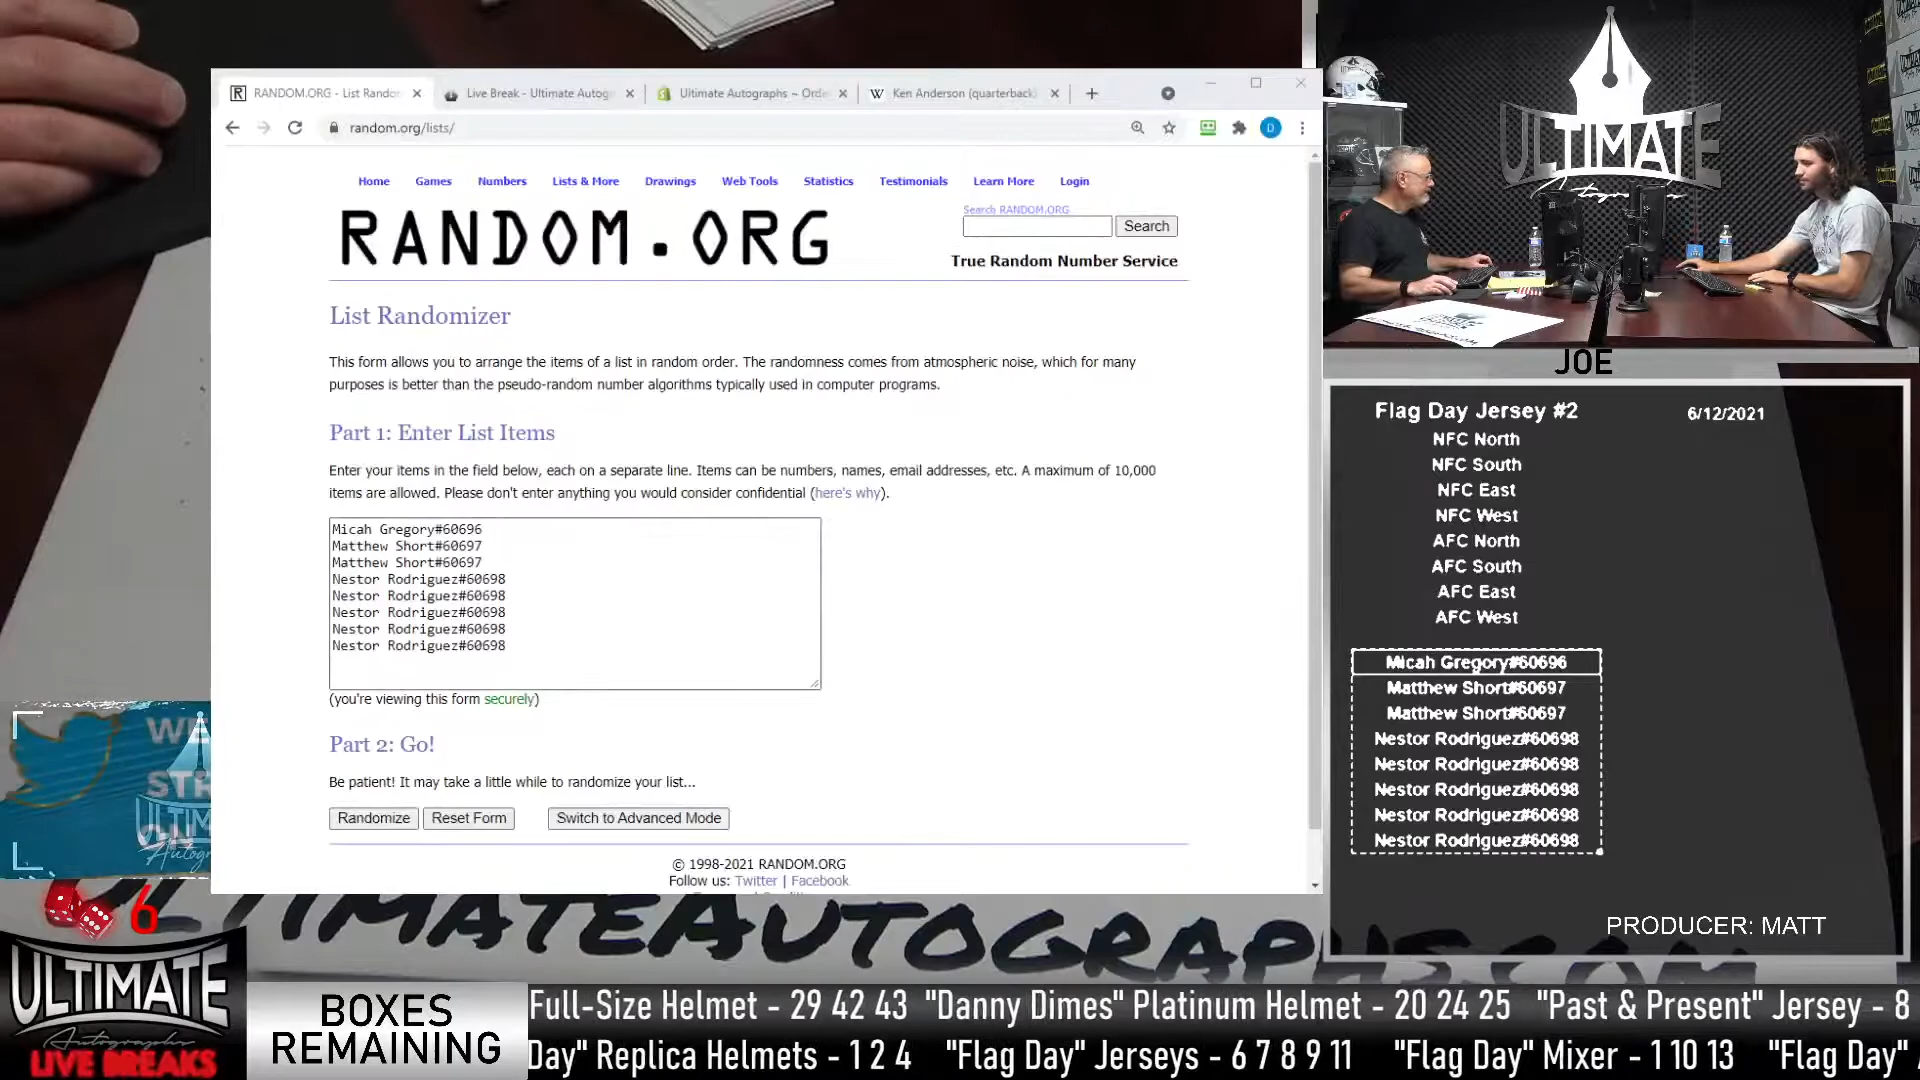 RANDOM.ORG - List Randor
Live Break - Ultimate Autog
Ultimate Autographs ~ Orde
Ken Anderson (quarterback)
random.org/lists/
D
Home Games Numbers Lists & More Drawings Web Tools Statistics Testimonials Learn More Login
RANDOM.ORG
Search RANDOM.ORG
Search
True Random Number Service
List Randomizer
This form allows you to arrange the items of a list in random order. The randomness comes from atmospheric noise, which for many
purposes is better than the pseudo-random number algorithms typically used in computer programs.
Part 1: Enter List Items
Enter your items in the field below, each on a separate line. Items can be numbers, names, email addresses, etc. A maximum of 10,000
items are allowed. Please don't enter anything you would consider confidential (here's why).
Micah Gregory#60696
Matthew Short#60697
Matthew Short#60697
Nestor Rodriguez#60698
Nestor Rodriguez#60698
Nestor Rodriguez#60698
Nestor Rodriguez#60698
Nestor Rodriguez#60698
(you're viewing this form securely)
Part 2: Go!
Be patient! It may take a little while to randomize your list...
Randomize Reset Form Switch to Advanced Mode
© 1998-2021 RANDOM.ORG
Follow us: Twitter | Facebook
ULTIMATE
Autographs
JOE
Flag Day Jersey #2 6/12/2021
NFC North
NFC South
NFC East
NFC West
AFC North
AFC South
AFC East
AFC West
Micah Gregory#60696
Matthew Short#60697
Matthew Short#60697
Nestor Rodriguez#60698
Nestor Rodriguez#60698
Nestor Rodriguez#60698
Nestor Rodriguez#60698
Nestor Rodriguez#60698
PRODUCER: MATT
WE
STR
ON
6
ULTIMATEAUTOGRAPHS.COM
ULTIMATE
Autographs
LIVE BREAKS
BOXES
REMAINING
Full-Size Helmet - 29 42 43 "Danny Dimes" Platinum Helmet - 20 24 25 "Past & Present" Jersey - 8
Day" Replica Helmets - 1 2 4 "Flag Day" Jerseys - 6 7 8 9 11 "Flag Day" Mixer - 1 10 13 "Flag Day"